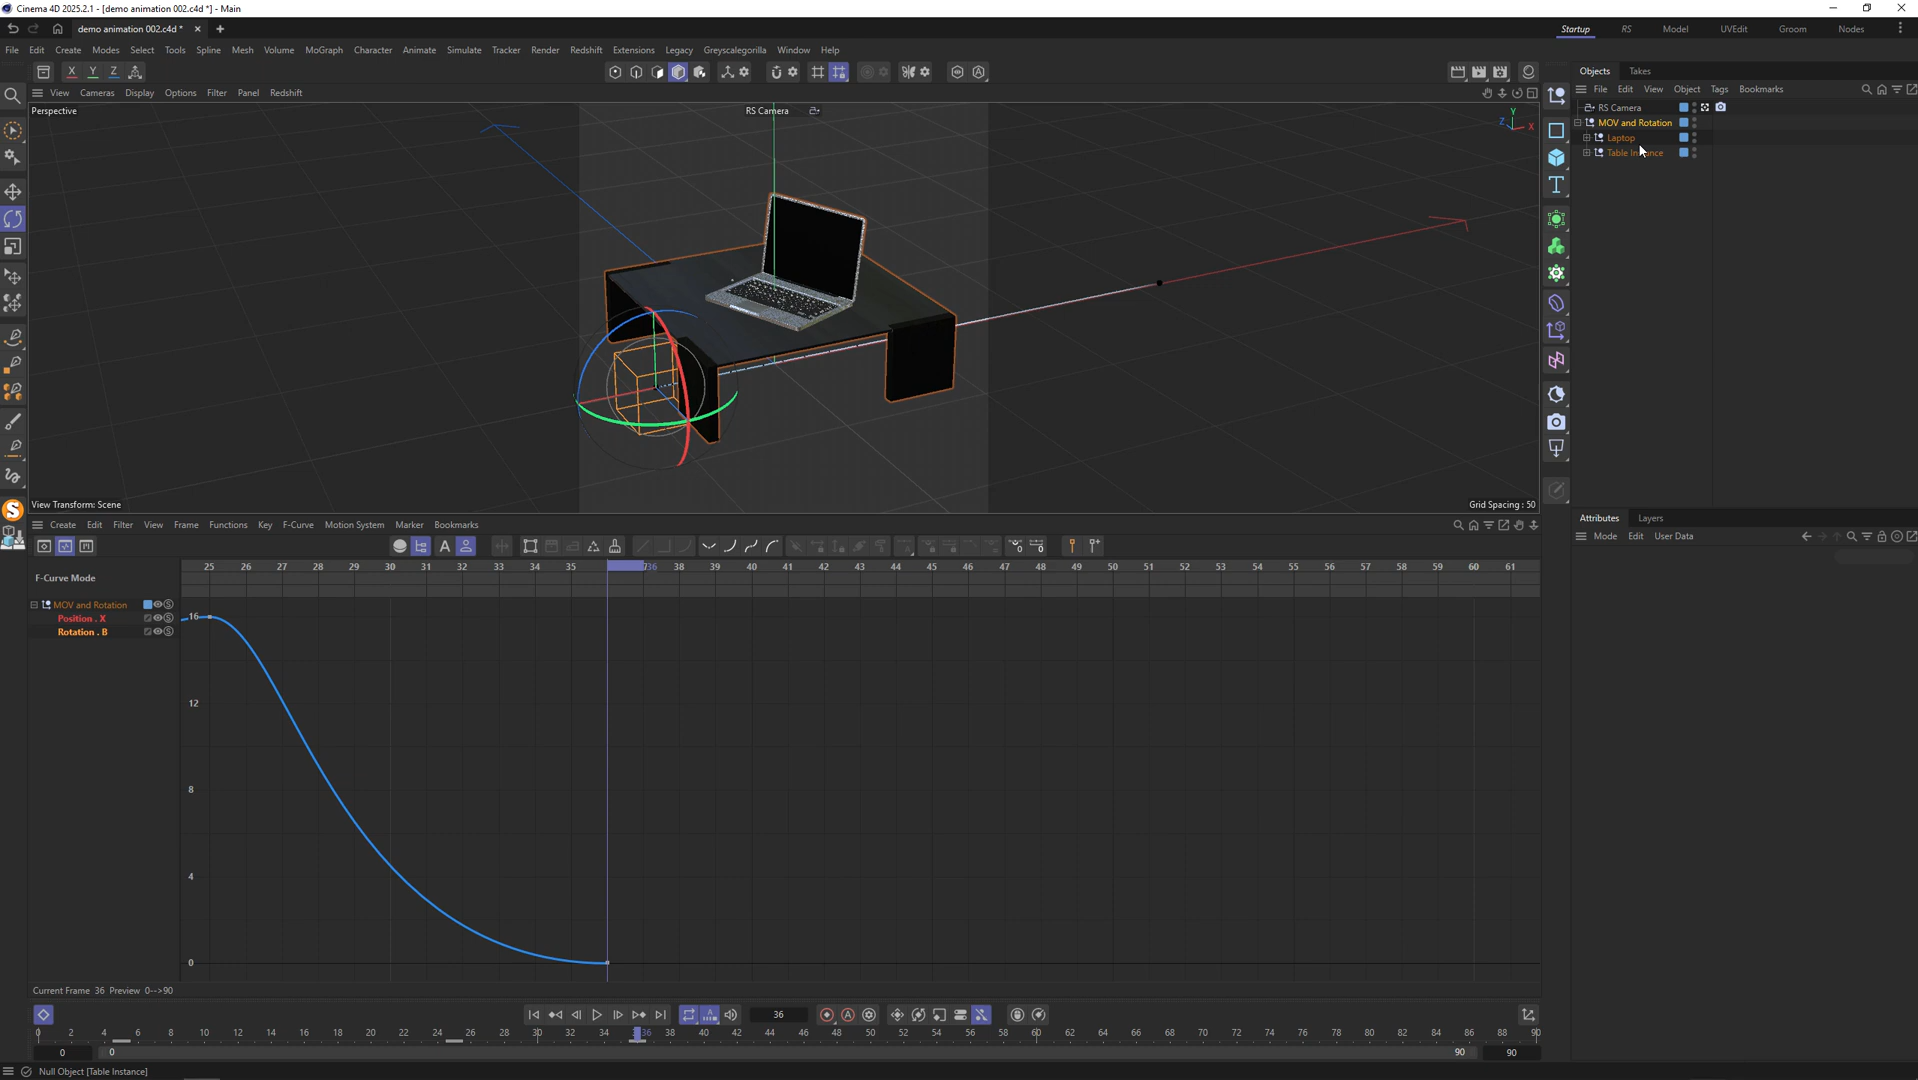 Cinema 4D 2025.2.1 - [demo animation 002.c4d *] - Main
demo animation 002.c4d * × +
Startup RS Model UVEdit Groom Nodes
File Edit Create Modes Select Tools Spline Mesh Volume MoGraph Character Animate Simulate Tracker Render Redshift Extensions Legacy Greyscalegorilla Window Help
X Y Z
Objects Takes
View Cameras Display Options Filter Panel Redshift
File Edit View Object Tags Bookmarks
Perspective
RS Camera
Y
Z X
RS Camera
MOV and Rotation
Laptop
View Transform: Scene
Grid Spacing : 50
Attributes Layers
Create Edit Filter View Frame Functions Key F-Curve Motion System Marker Bookmarks
Mode Edit User Data
25 26 27 28 29 30 31 32 33 34 35 36 38 39 40 41 42 43 44 45 46 47 48 49 50 51 52 53 54 55 56 57 58 59 60 61
F-Curve Mode
MOV and Rotation
Position . X
Rotation . B
16
12
8
4
0
Current Frame 36 Preview 0-->90
36
0 2 4 6 8 10 12 14 16 18 20 22 24 26 28 30 32 34 36 38 40 42 44 46 48 50 52 54 56 58 60 62 64 66 68 70 72 74 76 78 80 82 84 86 88 90
0 0 90 90
Null Object [Table Instance]